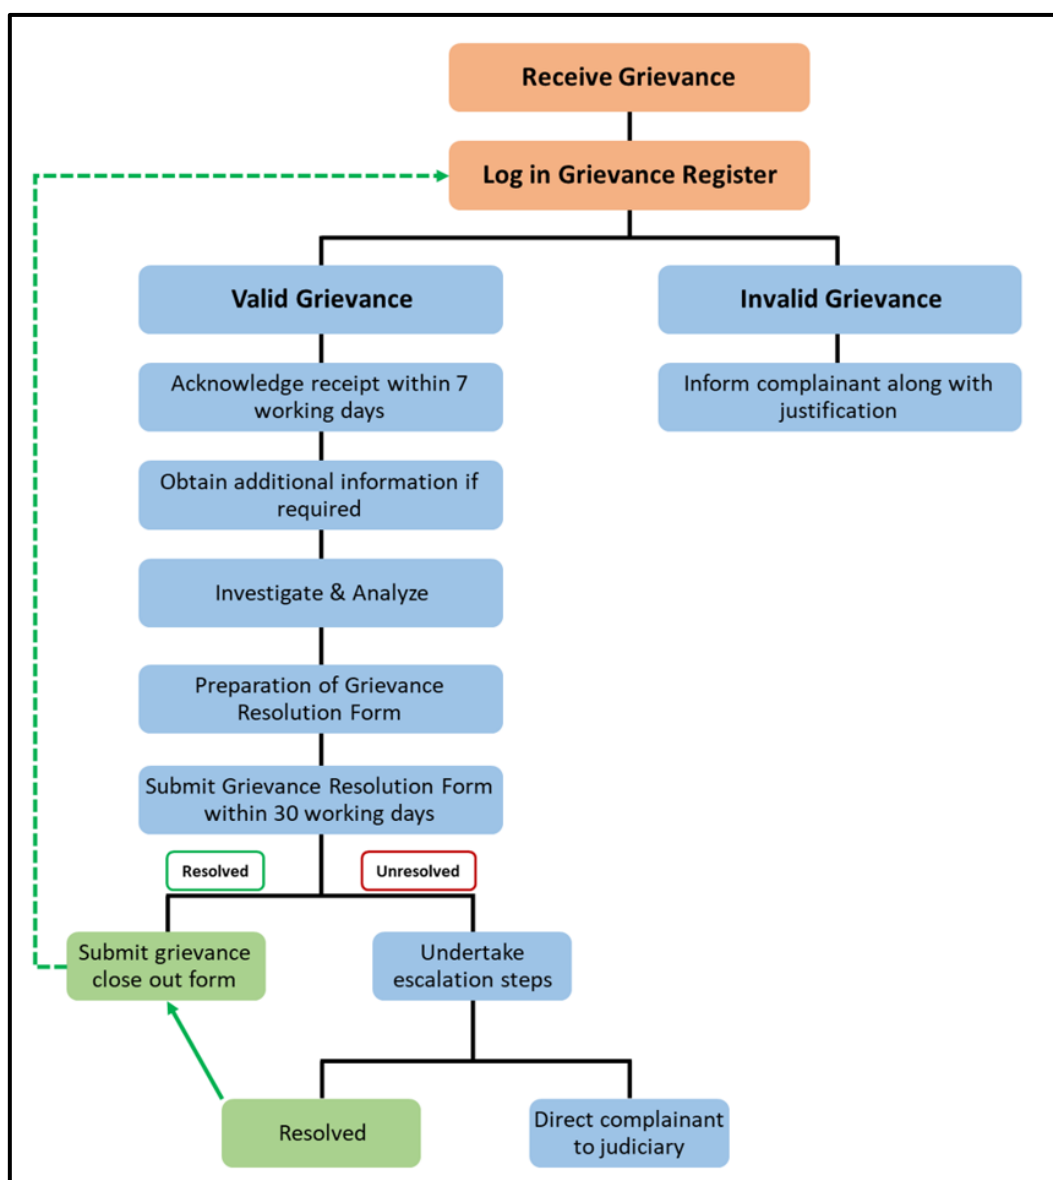 Receive Grievance
Log in Grievance Register
Valid Grievance
Invalid Grievance
Acknowledge receipt within 7
working days
Inform complainant along with
justification
Obtain additional information if
required
Investigate & Analyze
Preparation of Grievance
Resolution Form
Submit Grievance Resolution Form
within 30 working days
Resolved
Unresolved
Submit grievance
close out form
Undertake
escalation steps
Resolved
Direct complainant
to judiciary